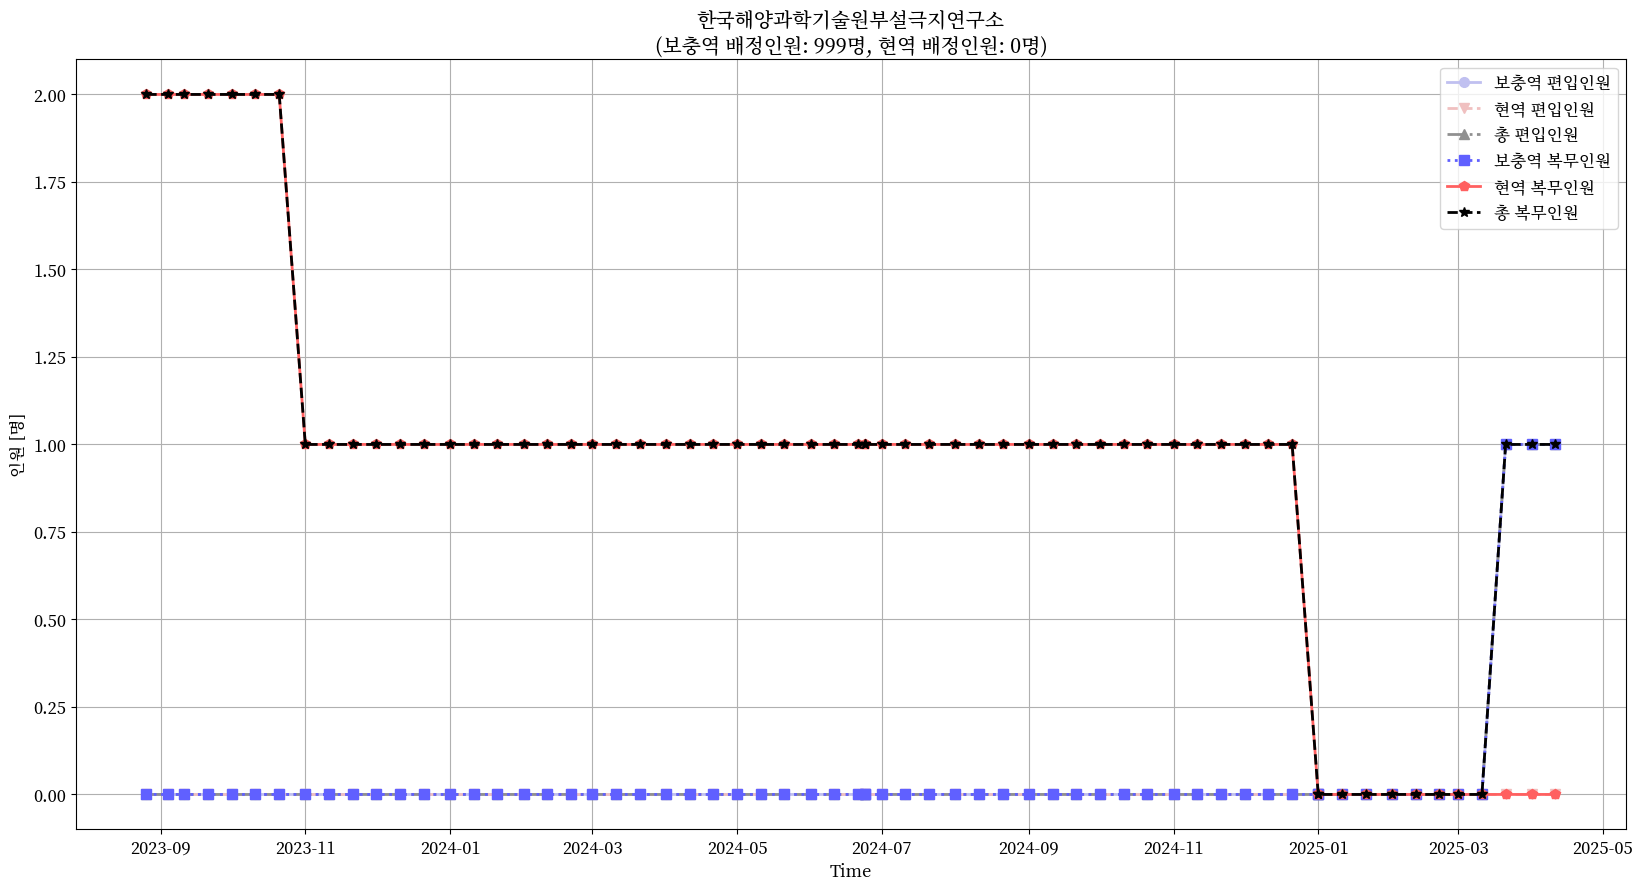 한국해양과학기술원부설극지연구소
(보충역 배정인원: 999명, 현역 배정인원: 0명)
보충역 편입인원
현역 편입인원
총 편입인원
보충역 복무인원
현역 복무인원
총 복무인원
2.00
1.75
1.50
1.25
1.00
0.75
0.50
0.25
0.00
인원 [명]
2023-09 2023-11 2024-01 2024-03 2024-05 2024-07 2024-09 2024-11 2025-01 2025-03 2025-05
Time